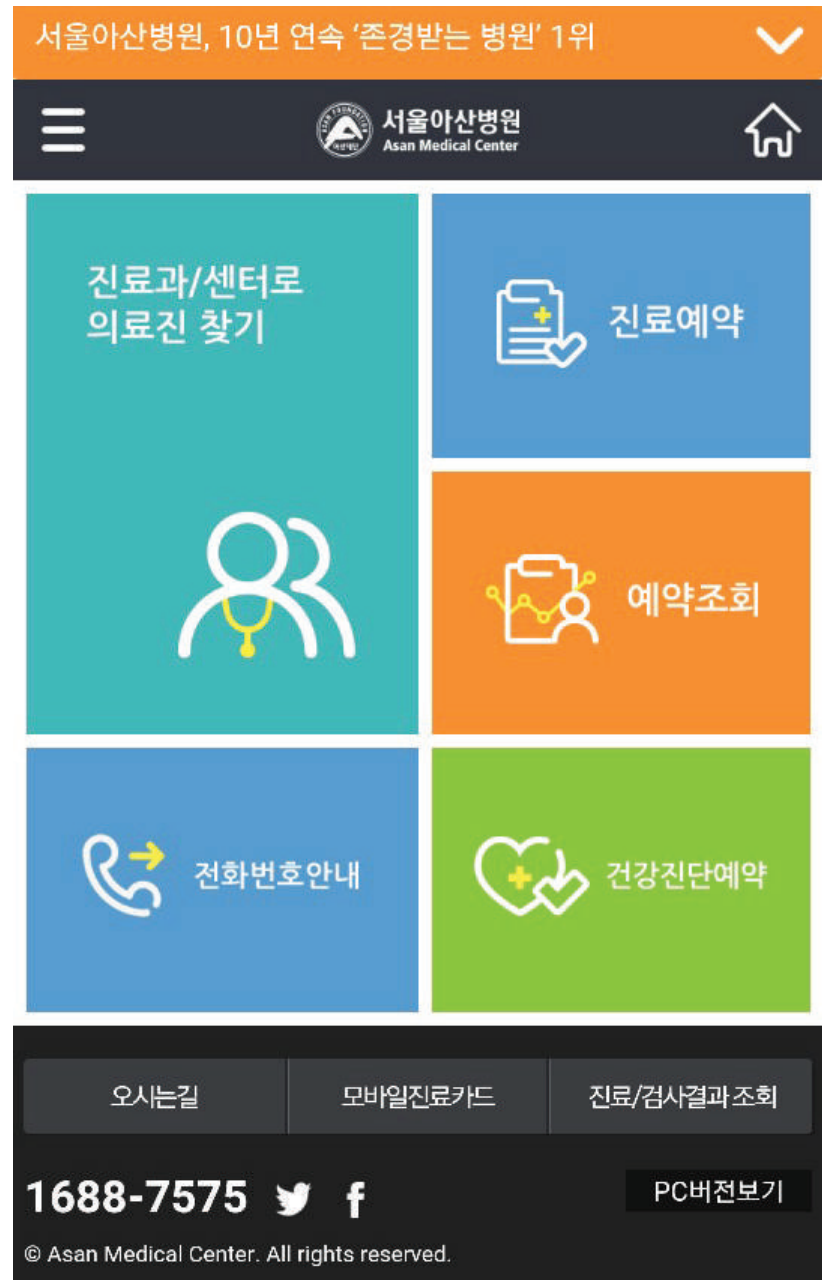 서울아산병원, 10년 연속 ‘존경받는 병원’ 1위
서울아산병원
Asan Medical Center
진료과/센터로
의료진 찾기
진료예약
예약조회
전화번호안내
건강진단예약
오시는길
모바일진료카드
진료/검사결과 조회
1688-7575
PC버전보기
© Asan Medical Center. All rights reserved.